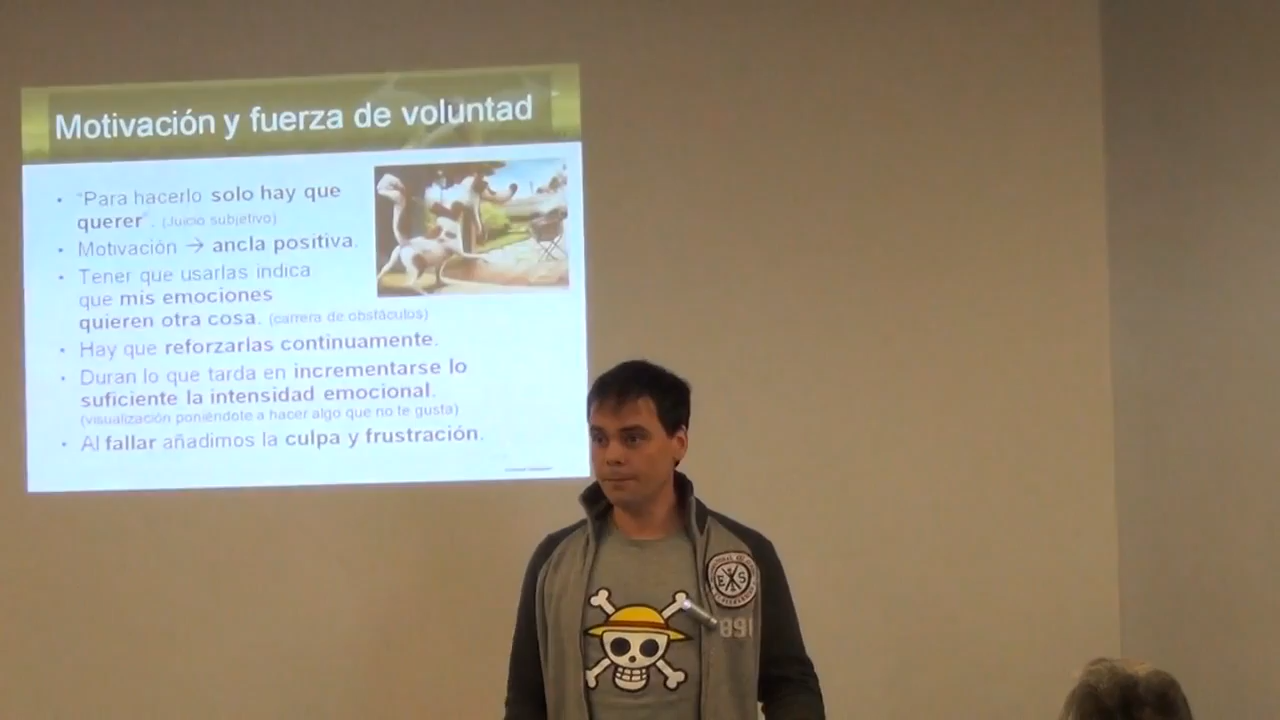 Motivación y fuerza de voluntad
• "Para hacerlo solo hay que
querer". (Juicio subjetivo)
• Motivación → ancla positiva.
• Tener que usarlas indica
que mis emociones
quieren otra cosa. (carrera de obstáculos)
• Hay que reforzarlas continuamente.
• Duran lo que tarda en incrementarse lo
suficiente la intensidad emocional.
(visualización poniéndote a hacer algo que no te gusta)
• Al fallar añadimos la culpa y frustración.
E S
891